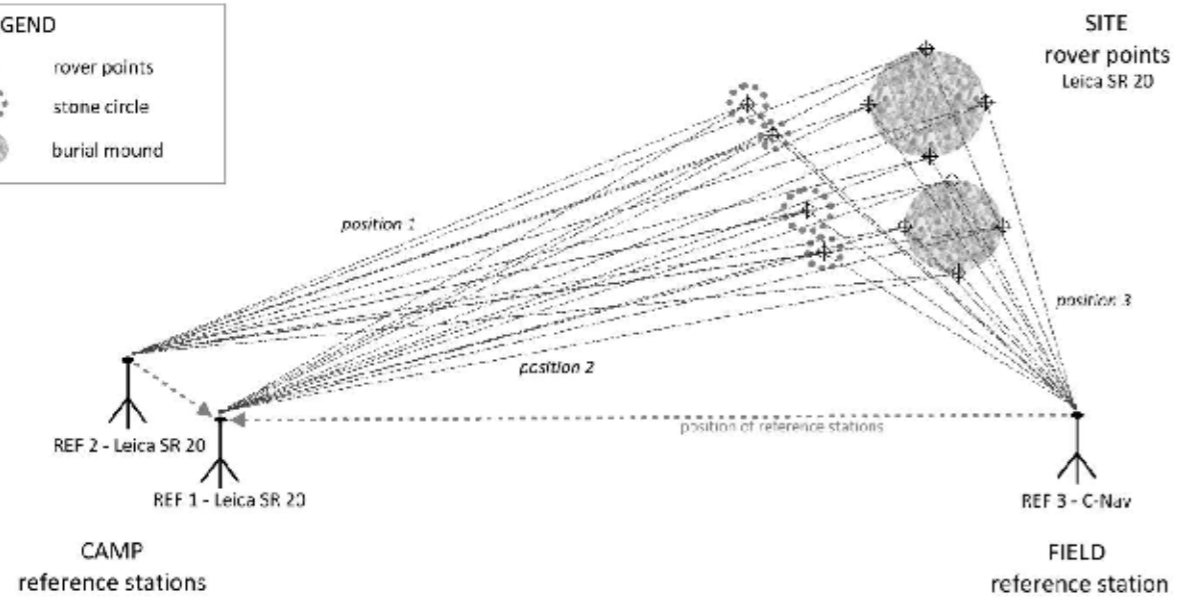 GEND
rover points
stone circle
burial mound
SITE
rover points
Leica SR 20
position 1
position 2
position 3
position of reference stations
REF 2 - Leica SR 20
REF 1 - Leica SR 20
REF 3 - C-Nav
CAMP
reference stations
FIELD
reference station